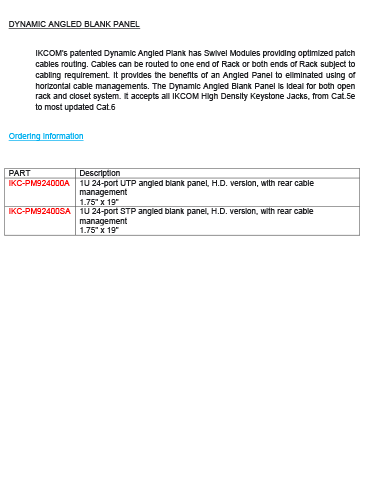 DYNAMIC ANGLED BLANK PANEL
IKCOM's patented Dynamic Angled Plank has Swivel Modules providing optimized patch
cables routing. Cables can be routed to one end of Rack or both ends of Rack subject to
cabling requirement. It provides the benefits of an Angled Panel to eliminated using of
horizontal cable managements. The Dynamic Angled Blank Panel is ideal for both open
rack and closet system. It accepts all IKCOM High Density Keystone Jacks, from Cat.5e
to most updated Cat.6
Ordering Information
PART Description
IKC-PM924000A 1U 24-port UTP angled blank panel, H.D. version, with rear cable
management
1.75" x 19"
IKC-PM92400SA 1U 24-port STP angled blank panel, H.D. version, with rear cable
management
1.75" x 19"